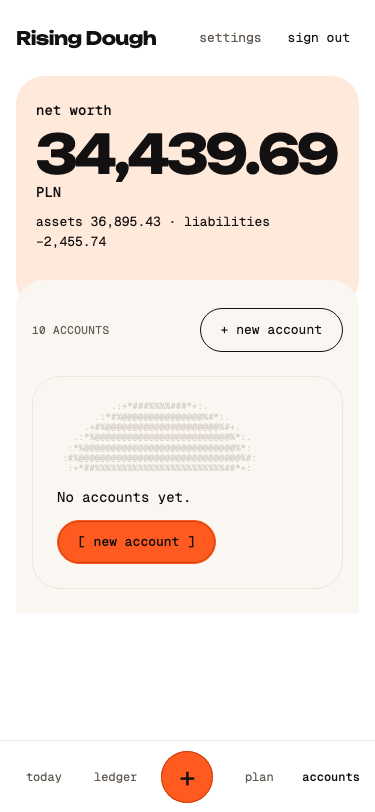 Rising Dough
settings
sign out
net worth
34,439.69
PLN
assets 36,895.43 · liabilities
−2,455.74
10 ACCOUNTS
+ new account
No accounts yet.
[ new account ]
today
ledger
+
plan
accounts